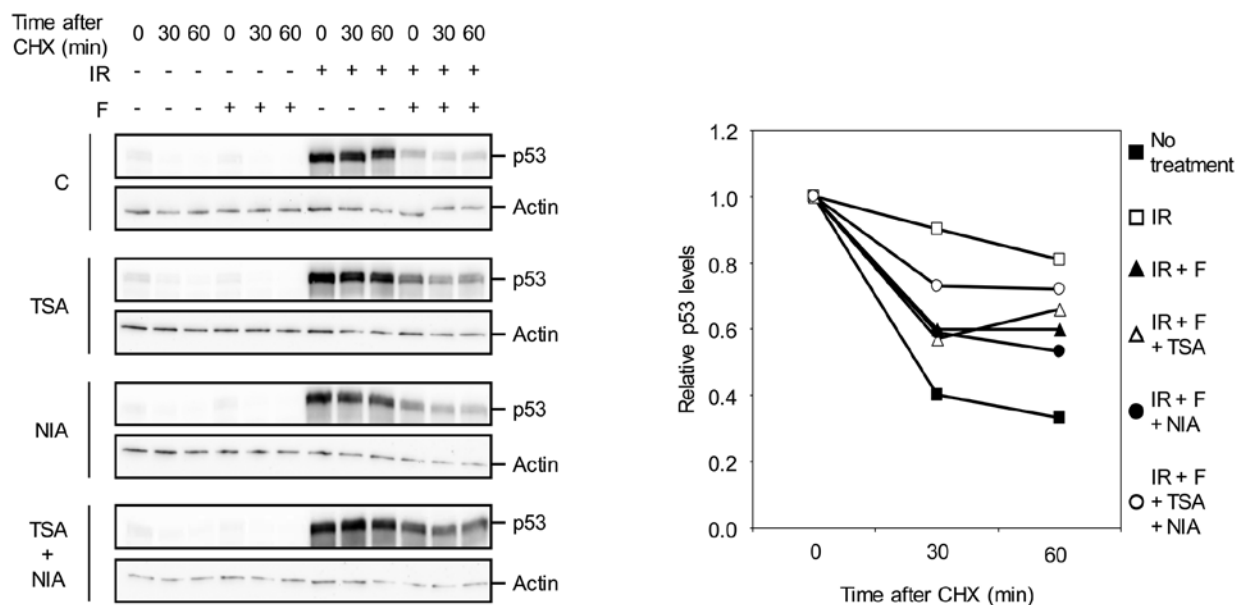 Time after 0 30 60 0 30 60 0 30 60 0 30 60
CHX (min)
IR - - - - - - + + + + + +
F - - - + + + - - - + + +
C
p53
Actin
TSA
p53
Actin
NIA
p53
Actin
TSA
+
NIA
p53
Actin
Relative p53 levels
1.2
1.0
0.8
0.6
0.4
0.2
0.0
0 30 60
Time after CHX (min)
No
treatment
IR
IR + F
IR + F
+ TSA
IR + F
+ NIA
IR + F
+ TSA
+ NIA